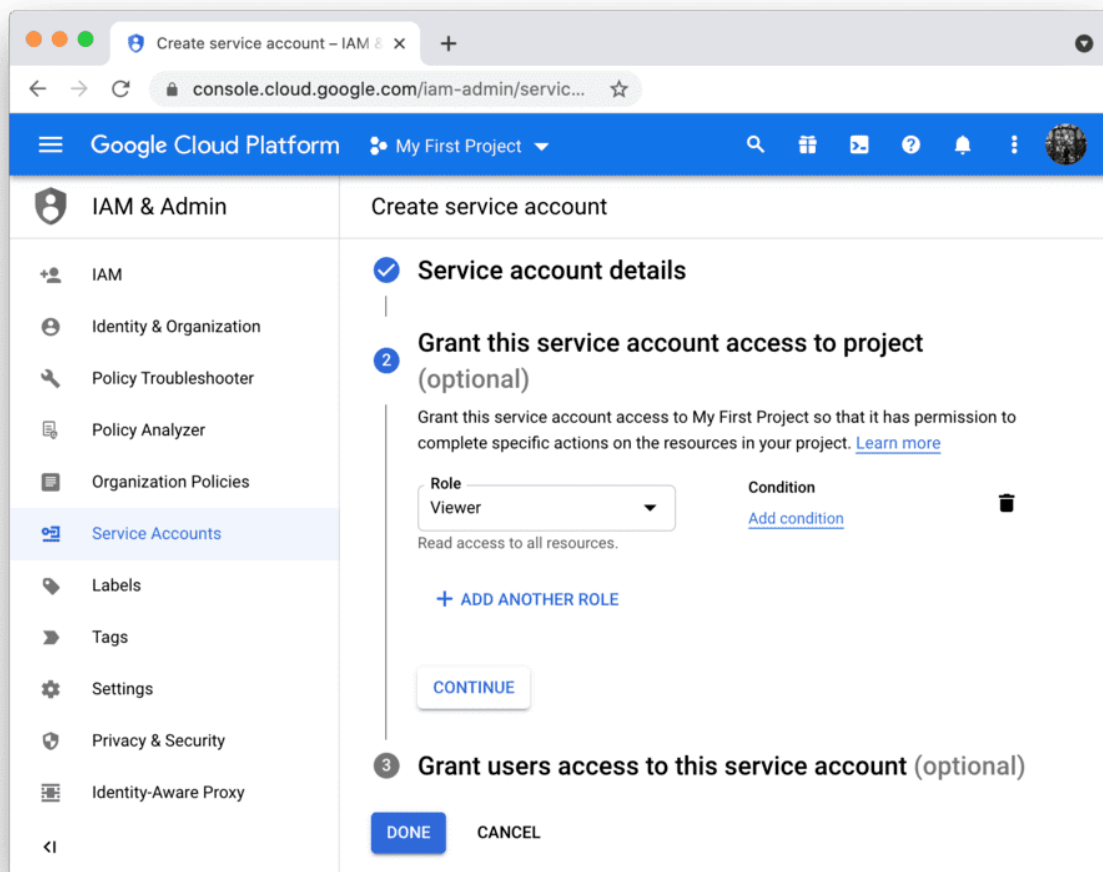 Create service account – IAM &
console.cloud.google.com/iam-admin/servic...
Google Cloud Platform
My First Project
IAM & Admin
Create service account
IAM
Identity & Organization
Policy Troubleshooter
Policy Analyzer
Organization Policies
Service Accounts
Labels
Tags
Settings
Privacy & Security
Identity-Aware Proxy
Service account details
2
Grant this service account access to project
(optional)
Grant this service account access to My First Project so that it has permission to
complete specific actions on the resources in your project. Learn more
Role
Viewer
Read access to all resources.
Condition
Add condition
+ ADD ANOTHER ROLE
CONTINUE
3
Grant users access to this service account (optional)
DONE
CANCEL